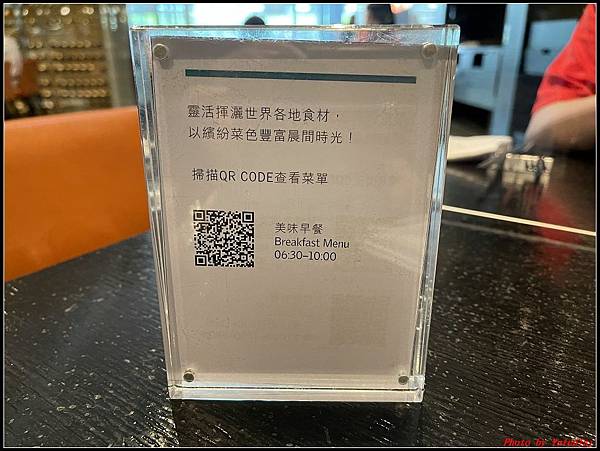 靈活揮灑世界各地食材，
以繽紛菜色豐富晨間時光！
掃描QR CODE查看菜單
美味早餐
Breakfast Menu
06:30-10:00
Photo by